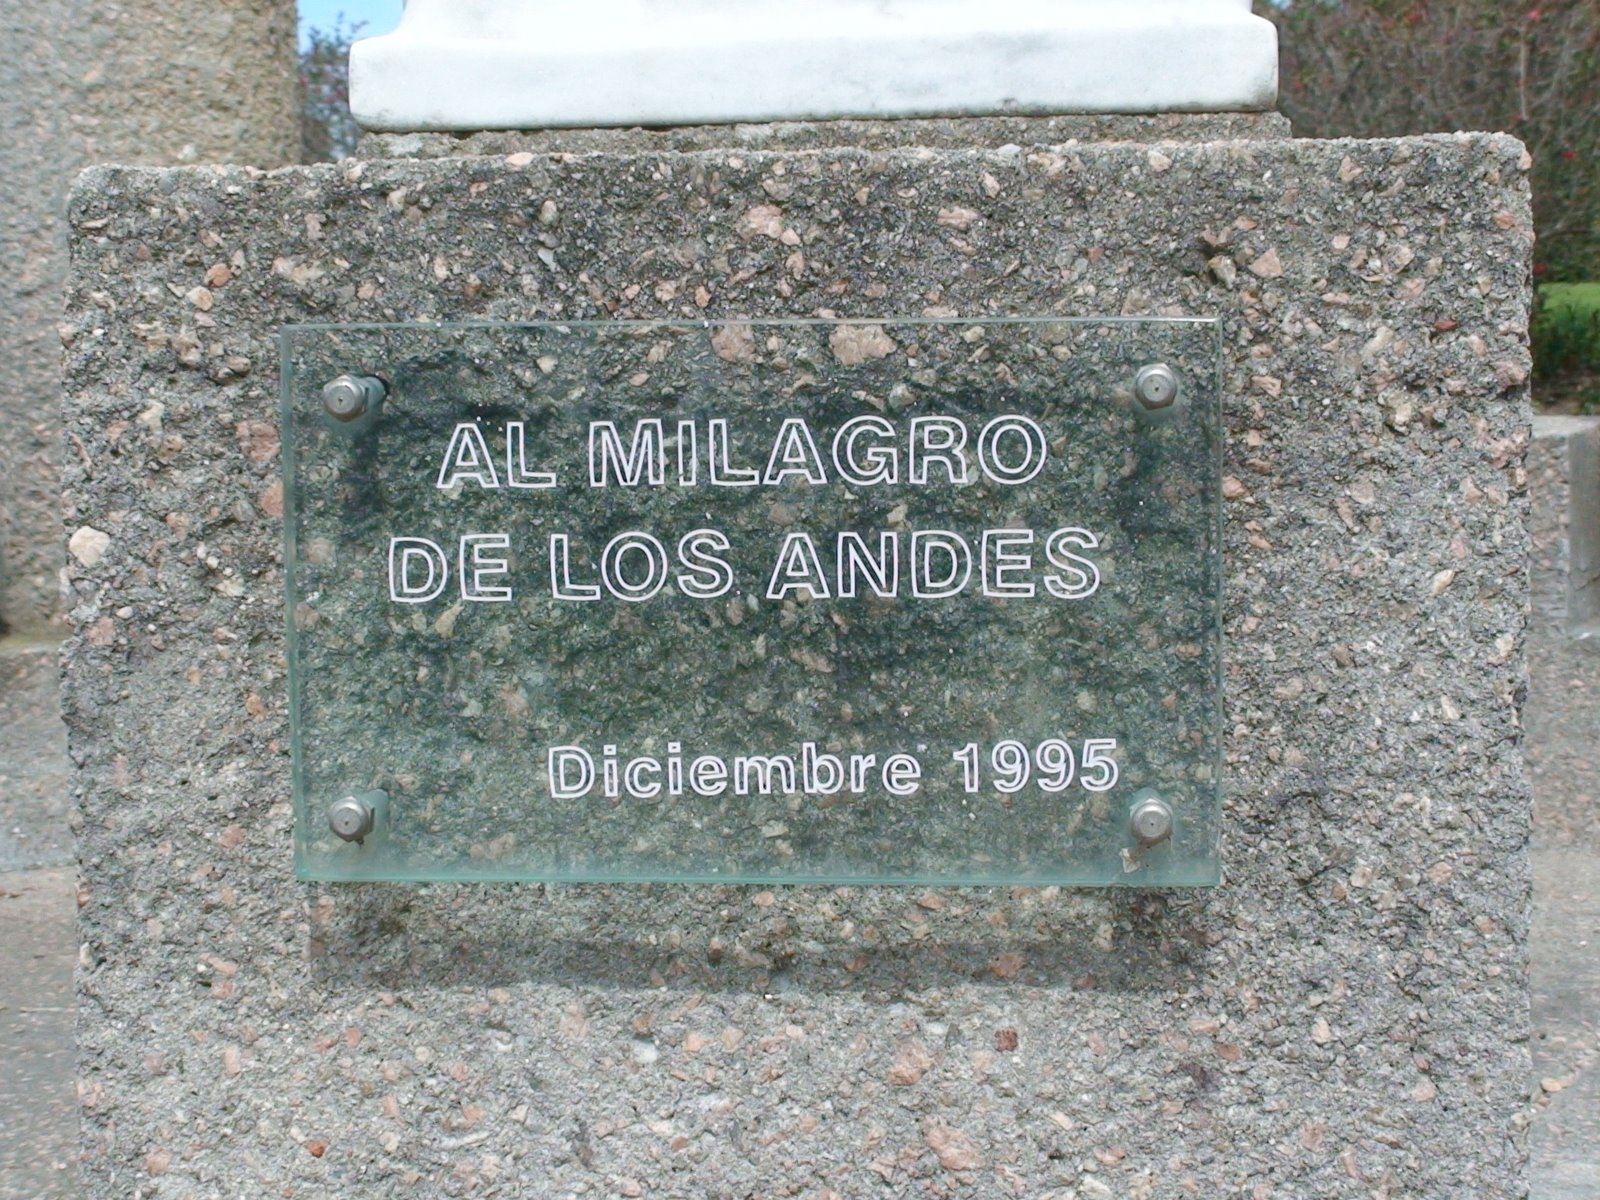 AL MILAGRO
DE LOS ANDES
Diciembre 1995